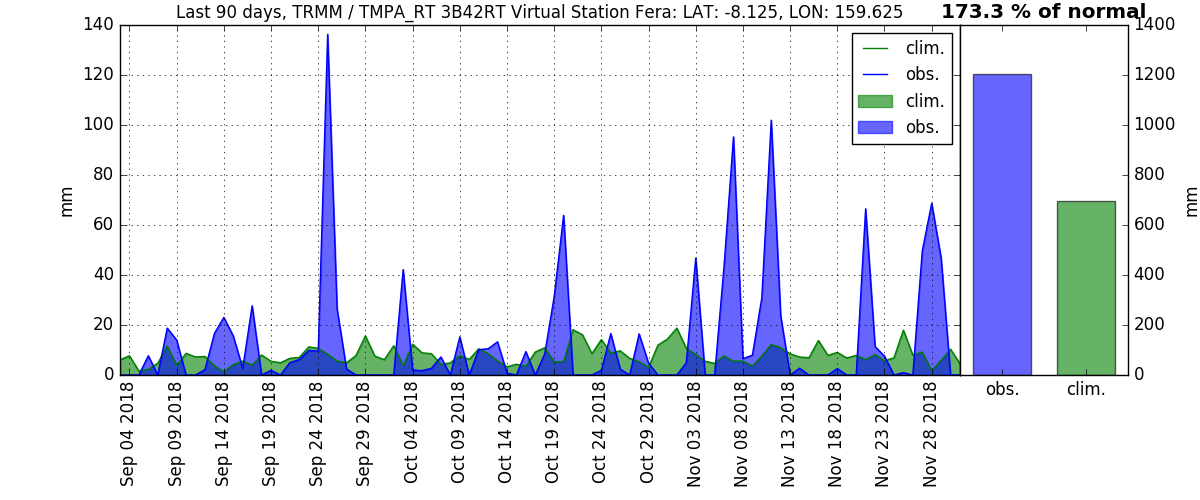 Last 90 days, TRMM / TMPA_RT 3B42RT Virtual Station Fera: LAT: -8.125, LON: 159.625
173.3 % of normal
140
120
100
80
60
40
20
0
mm
clim.
obs.
clim.
obs.
1400
1200
1000
800
600
400
200
0
mm
obs.
clim.
Sep 04 2018
Sep 09 2018
Sep 14 2018
Sep 19 2018
Sep 24 2018
Sep 29 2018
Oct 04 2018
Oct 09 2018
Oct 14 2018
Oct 19 2018
Oct 24 2018
Oct 29 2018
Nov 03 2018
Nov 08 2018
Nov 13 2018
Nov 18 2018
Nov 23 2018
Nov 28 2018